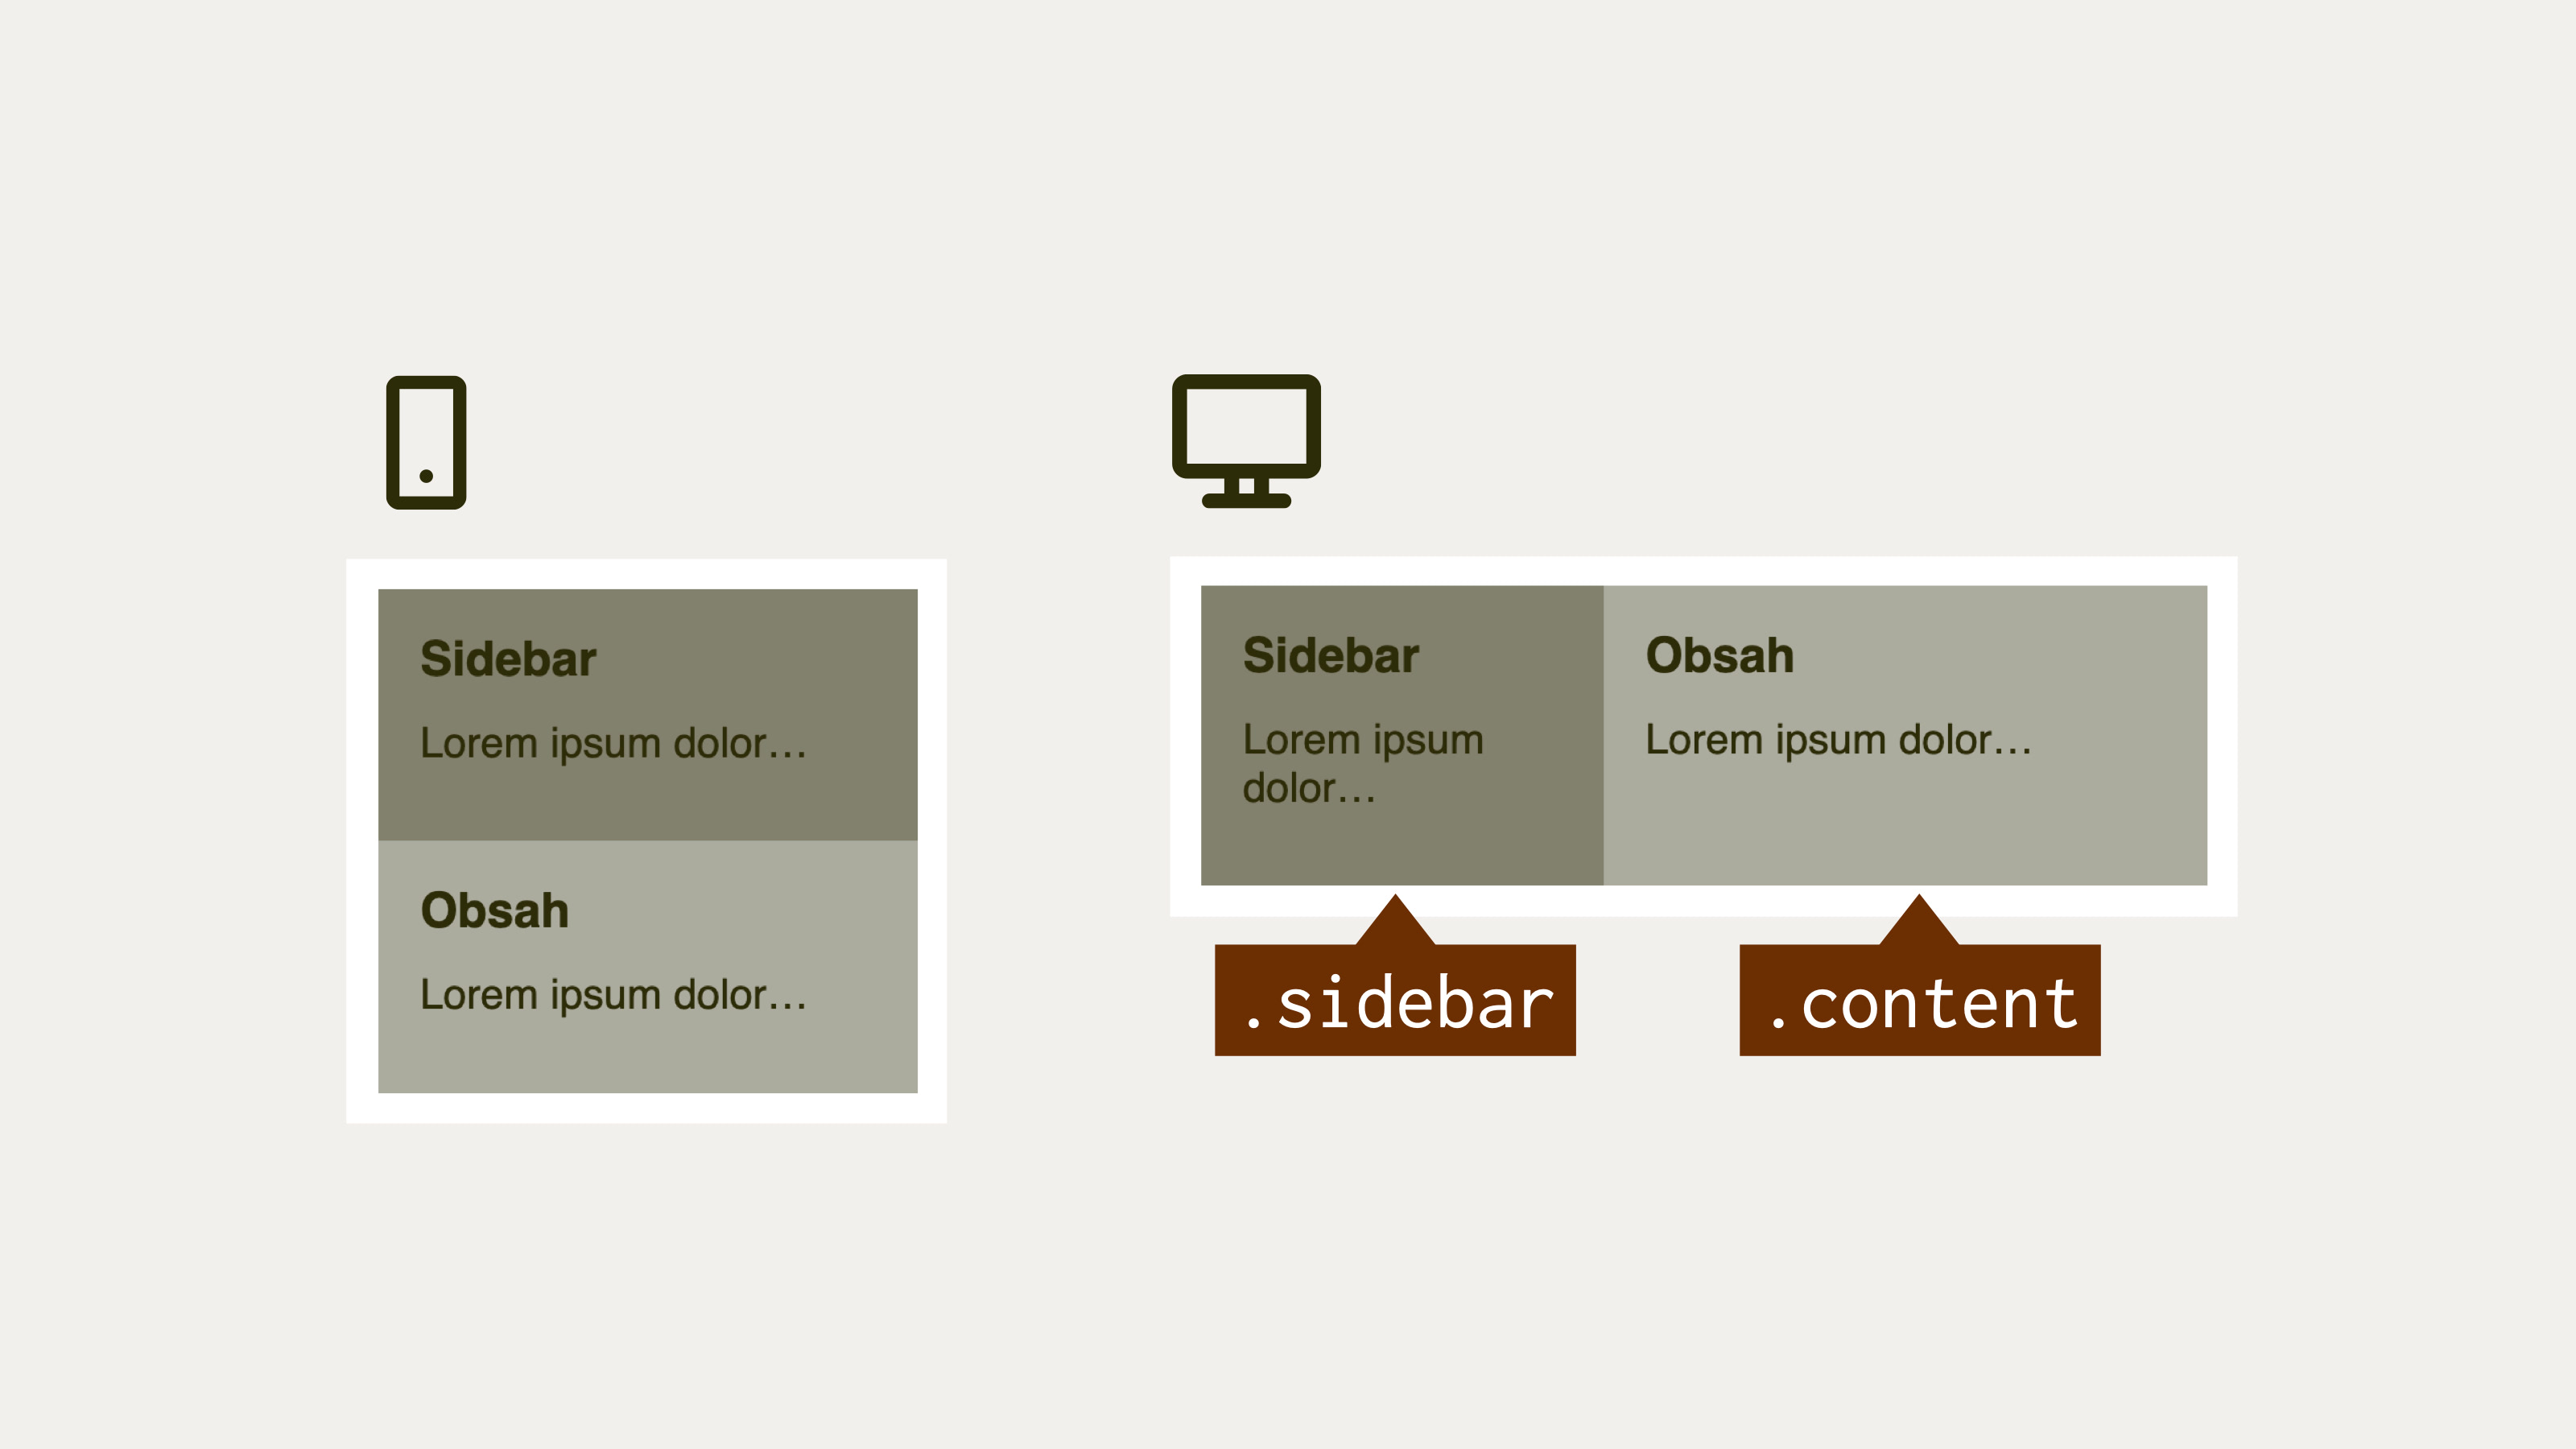 Sidebar
Lorem ipsum dolor…
Obsah
Lorem ipsum dolor…
Sidebar
Lorem ipsum
dolor…
Obsah
Lorem ipsum dolor…
.sidebar
.content